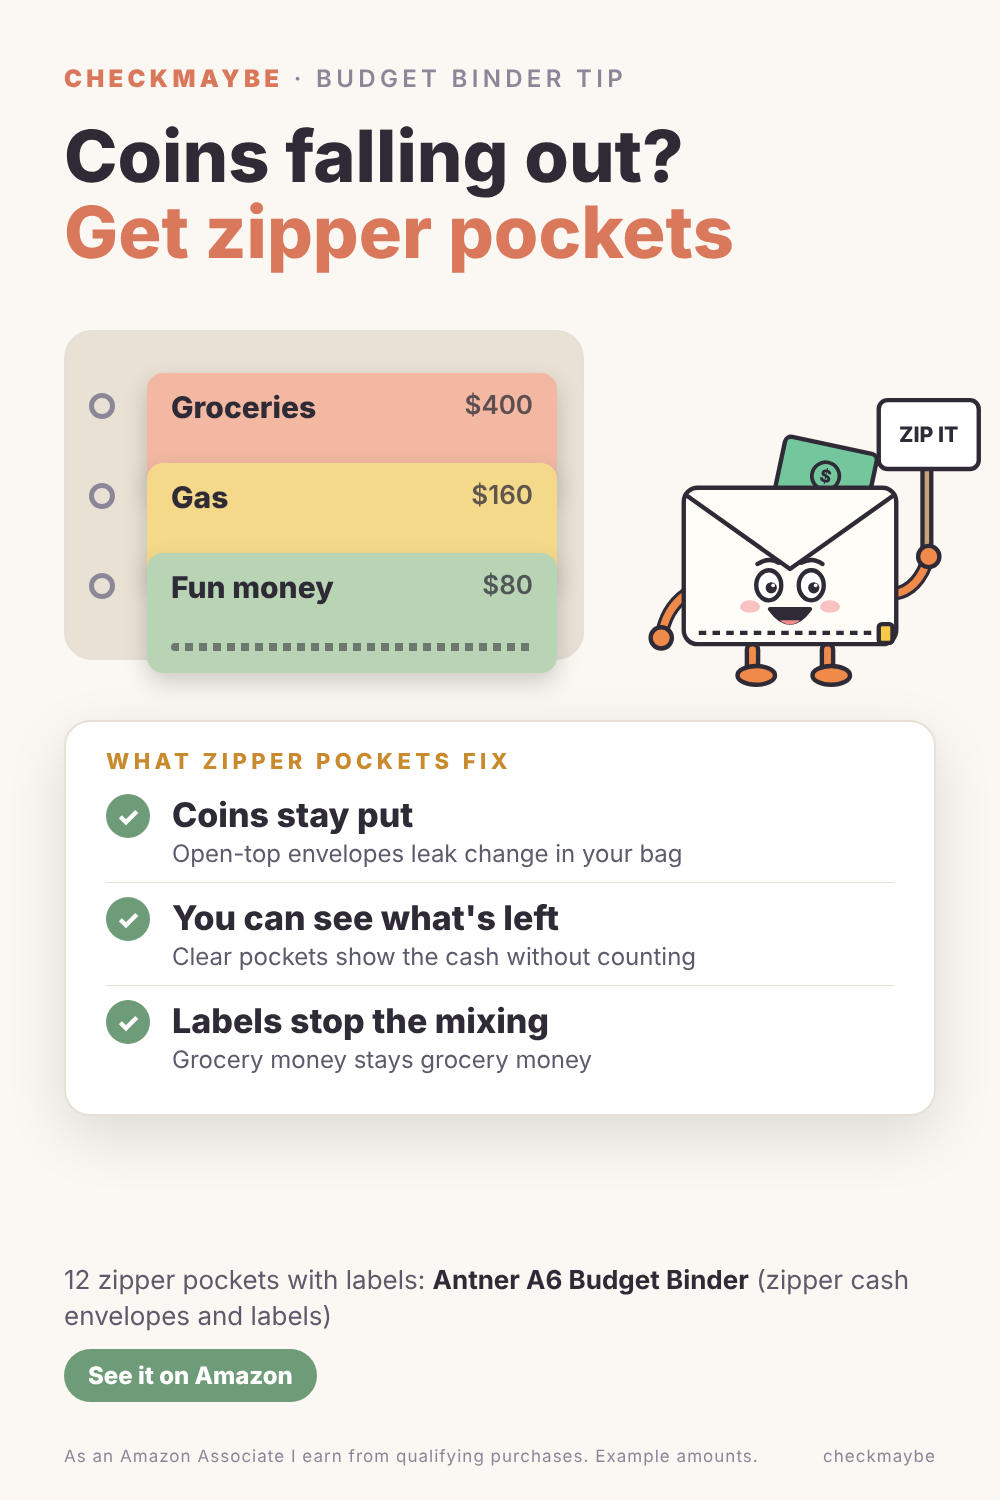 CHECKMAYBE · BUDGET BINDER TIP
Coins falling out?
Get zipper pockets
Groceries $400
Gas $160
Fun money $80
$
ZIP IT
WHAT ZIPPER POCKETS FIX
Coins stay put
Open-top envelopes leak change in your bag
You can see what's left
Clear pockets show the cash without counting
Labels stop the mixing
Grocery money stays grocery money
12 zipper pockets with labels: Antner A6 Budget Binder (zipper cash
envelopes and labels)
See it on Amazon
As an Amazon Associate I earn from qualifying purchases. Example amounts. checkmaybe